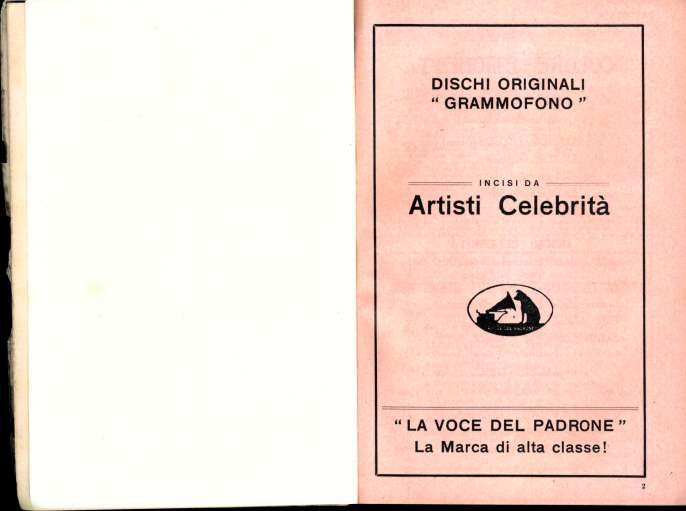 DISCHI ORIGINALI
“ GRAMMOFONO ”
INCISI DA
Artisti Celebrità
“ LA VOCE DEL PADRONE ”
La Marca di alta classe!
2